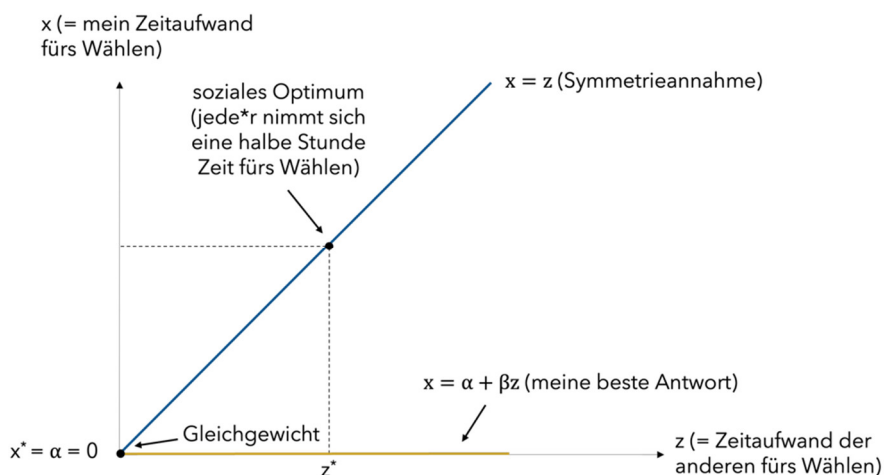 x (= mein Zeitaufwand
fürs Wählen)
soziales Optimum
(jede*r nimmt sich
eine halbe Stunde
Zeit fürs Wählen)
x = z (Symmetrieannahme)
x = α + βz (meine beste Antwort)
Gleichgewicht
x* = α = 0
z*
z (= Zeitaufwand der
anderen fürs Wählen)